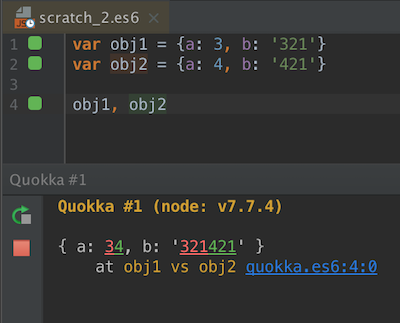 scratch_2.es6
1 var obj1 = {a: 3, b: '321'}
2 var obj2 = {a: 4, b: '421'}
3
4 obj1, obj2
Quokka #1
Quokka #1 (node: v7.7.4)
{ a: 34, b: '321421' }
at obj1 vs obj2 quokka.es6:4:0